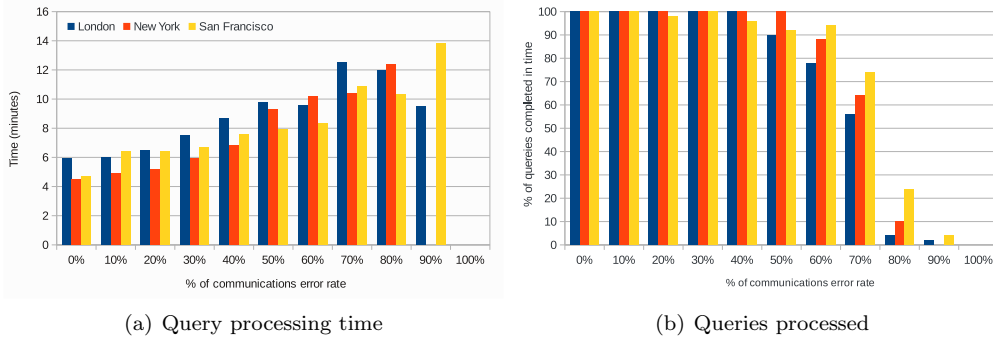 16
14
12
10
8
6
4
2
0
Time (minutes)
London New York San Francisco
0% 10% 20% 30% 40% 50% 60% 70% 80% 90% 100%
% of communications error rate
(a) Query processing time
100
90
80
70
60
50
40
30
20
10
0
% of quereies completed in time
0% 10% 20% 30% 40% 50% 60% 70% 80% 90% 100%
% of communications error rate
(b) Queries processed